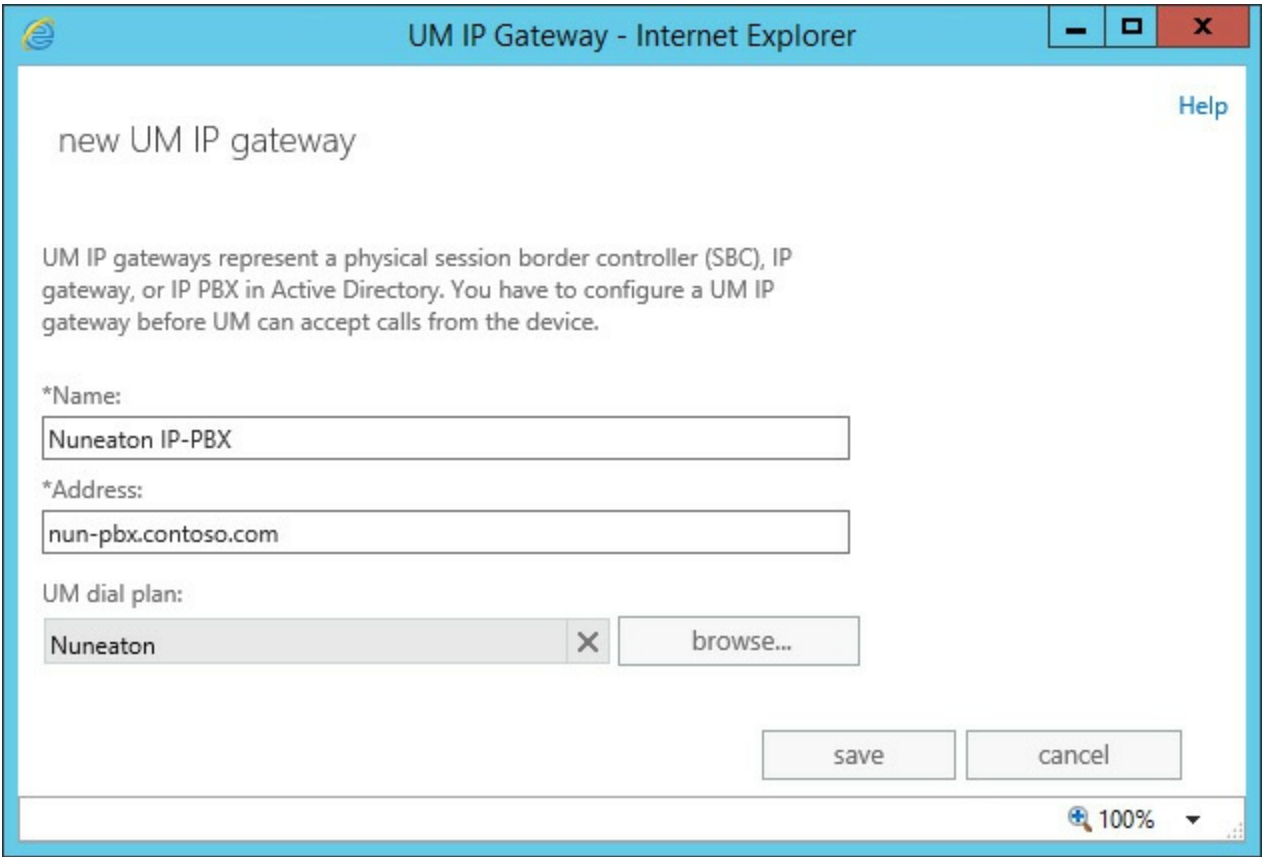 UM IP Gateway - Internet Explorer
Help
new UM IP gateway
UM IP gateways represent a physical session border controller (SBC), IP
gateway, or IP PBX in Active Directory. You have to configure a UM IP
gateway before UM can accept calls from the device.
*Name:
Nuneaton IP-PBX
*Address:
nun-pbx.contoso.com
UM dial plan:
Nuneaton
browse...
save cancel
100%